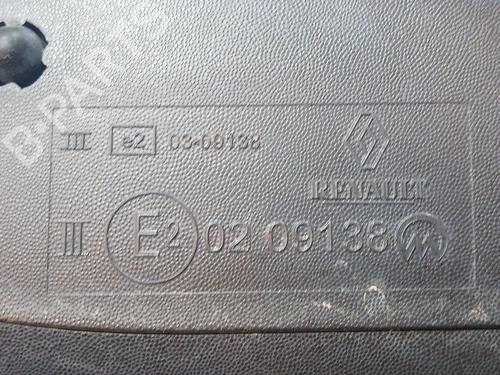 B-PARTS
III e2 03-09138
RENAULT
III E2 02 09138